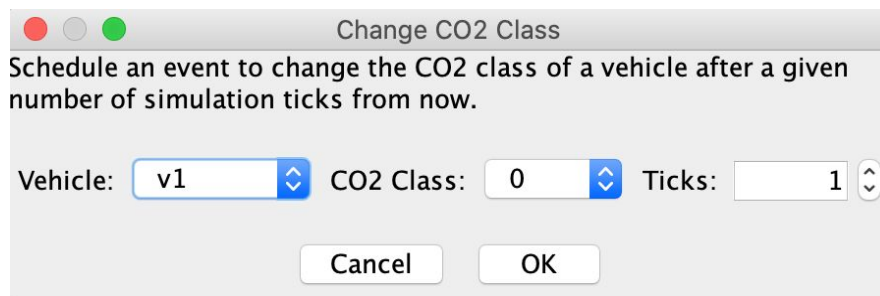 Change CO2 Class
Schedule an event to change the CO2 class of a vehicle after a given
number of simulation ticks from now.
Vehicle: v1 CO2 Class: 0 Ticks: 1
Cancel OK